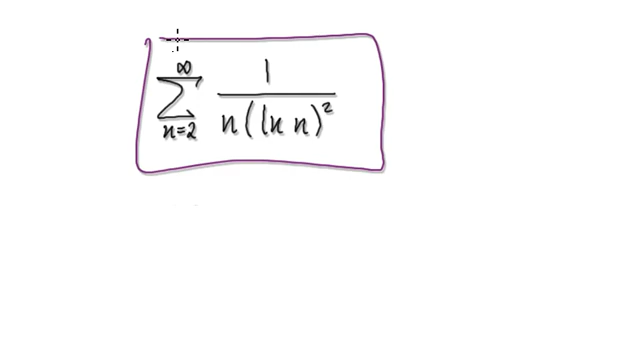 ∞
∑ 1
n=2 n(ln n)²